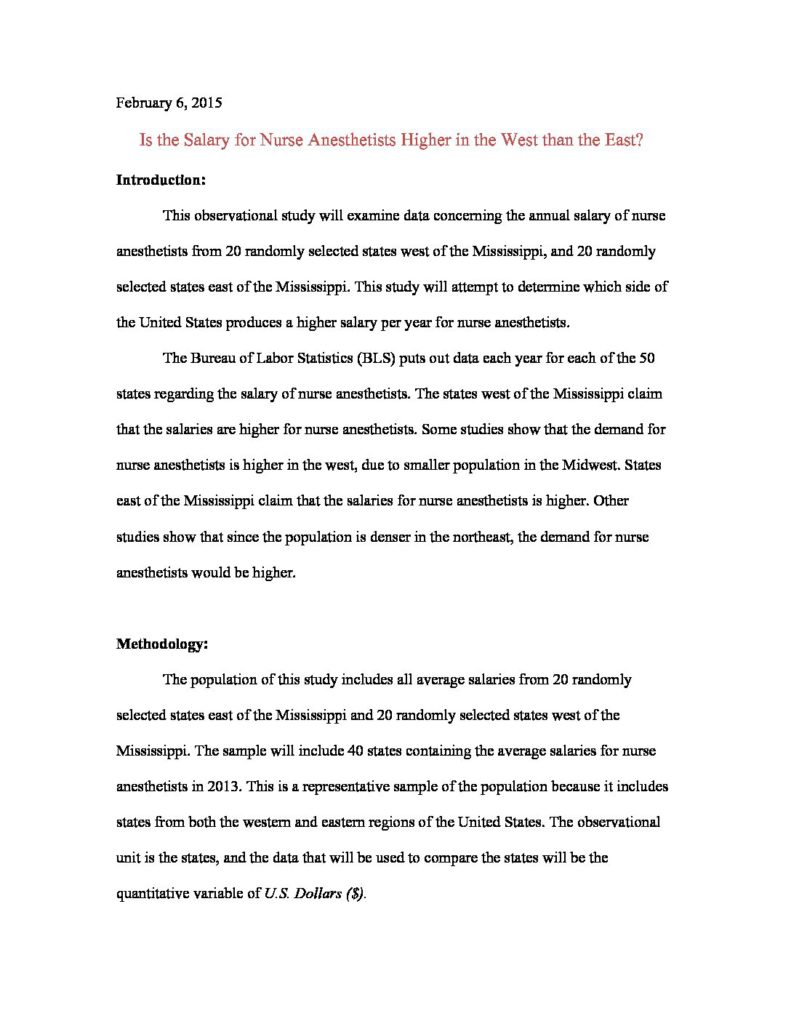 February 6, 2015
Is the Salary for Nurse Anesthetists Higher in the West than the East?
Introduction:
This observational study will examine data concerning the annual salary of nurse
anesthetists from 20 randomly selected states west of the Mississippi, and 20 randomly
selected states east of the Mississippi. This study will attempt to determine which side of
the United States produces a higher salary per year for nurse anesthetists.
The Bureau of Labor Statistics (BLS) puts out data each year for each of the 50
states regarding the salary of nurse anesthetists. The states west of the Mississippi claim
that the salaries are higher for nurse anesthetists. Some studies show that the demand for
nurse anesthetists is higher in the west, due to smaller population in the Midwest. States
east of the Mississippi claim that the salaries for nurse anesthetists is higher. Other
studies show that since the population is denser in the northeast, the demand for nurse
anesthetists would be higher.
Methodology:
The population of this study includes all average salaries from 20 randomly
selected states east of the Mississippi and 20 randomly selected states west of the
Mississippi. The sample will include 40 states containing the average salaries for nurse
anesthetists in 2013. This is a representative sample of the population because it includes
states from both the western and eastern regions of the United States. The observational
unit is the states, and the data that will be used to compare the states will be the
quantitative variable of U.S. Dollars ($).